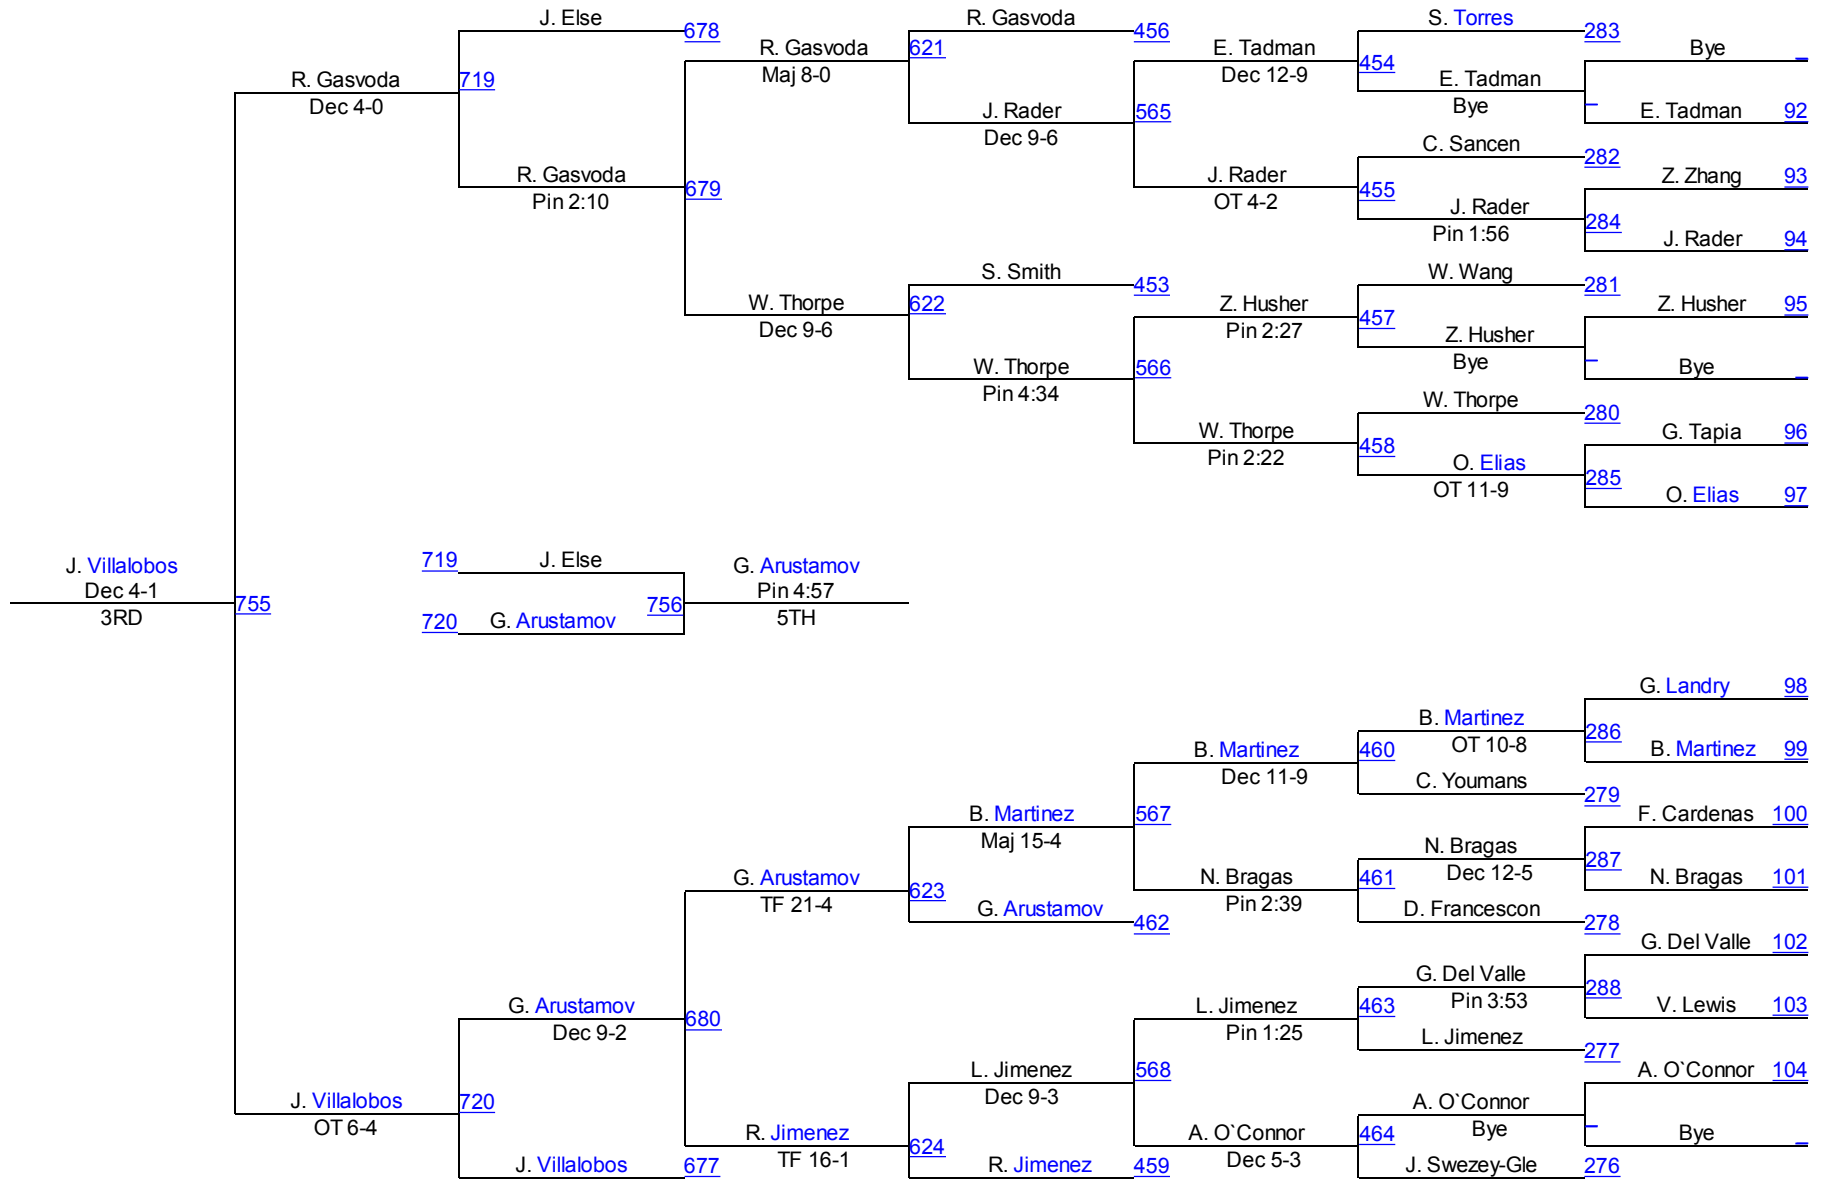 J. Else
678
R. Gasvoda
456
S. Torres
283
R. Gasvoda
Maj 8-0
621
E. Tadman
Dec 12-9
454
Bye
_
R. Gasvoda
Dec 4-0
719
E. Tadman
Bye
_
E. Tadman
92
J. Rader
Dec 9-6
565
C. Sancen
282
R. Gasvoda
Pin 2:10
679
J. Rader
OT 4-2
455
Z. Zhang
93
J. Rader
Pin 1:56
284
J. Rader
94
S. Smith
453
W. Wang
281
W. Thorpe
Dec 9-6
622
Z. Husher
Pin 2:27
457
Z. Husher
95
Z. Husher
Bye
_
Bye
_
W. Thorpe
Pin 4:34
566
W. Thorpe
280
W. Thorpe
Pin 2:22
458
G. Tapia
96
O. Elias
OT 11-9
285
O. Elias
97
J. Villalobos
Dec 4-1
3RD
755
719
J. Else
720
G. Arustamov
756
G. Arustamov
Pin 4:57
5TH
G. Landry
98
B. Martinez
OT 10-8
286
B. Martinez
99
B. Martinez
Dec 11-9
460
C. Youmans
279
B. Martinez
Maj 15-4
567
F. Cardenas
100
N. Bragas
Dec 12-5
287
N. Bragas
101
G. Arustamov
TF 21-4
623
N. Bragas
Pin 2:39
461
G. Arustamov
462
D. Francescon
278
G. Del Valle
102
G. Del Valle
Pin 3:53
288
V. Lewis
103
G. Arustamov
Dec 9-2
680
L. Jimenez
Pin 1:25
463
L. Jimenez
277
L. Jimenez
Dec 9-3
568
A. O`Connor
104
J. Villalobos
OT 6-4
720
A. O`Connor
Bye
_
Bye
_
R. Jimenez
TF 16-1
624
A. O`Connor
Dec 5-3
464
J. Villalobos
677
R. Jimenez
459
J. Swezey-Gle
276